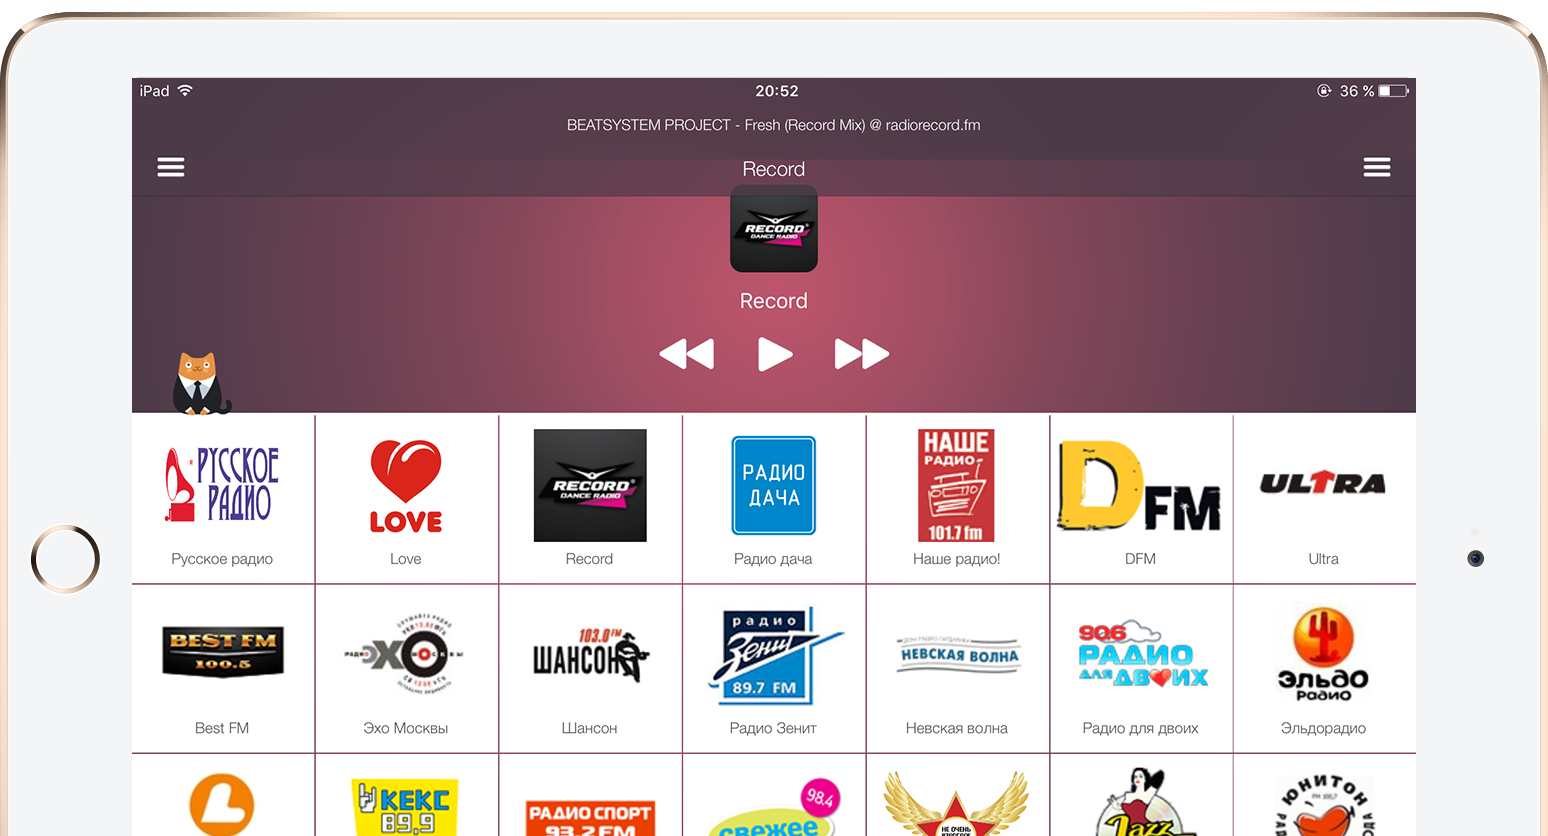 iPad 20:52 36 %
BEATSYSTEM PROJECT - Fresh (Record Mix) @ radiorecord.fm
Record
RECORD
DANCE RADIO
Record
РУССКОЕ
РАДИО
LOVE
RECORD
DANCE RADIO
РАДИО
ДАЧА
НАШЕ
РАДИО
101.7 fm
DFM
ULTRA
Русское радио
Love
Record
Радио дача
Наше радио!
DFM
Ultra
BEST FM
100.5
РАДИО ЭХО МОСКВЫ
103.0 FM
ШАНСОН
радио
Зенит
89.7 FM
НЕВСКАЯ ВОЛНА
90.6
РАДИО
ДЛЯ ДВОИХ
ЭЛЬДО
РАДИО
Best FM
Эхо Москвы
Шансон
Радио Зенит
Невская волна
Радио для двоих
Эльдорадио
КЕКС
89,9
РАДИО СПОРТ
93.2 FM
98.4
свежее
НЕ ОЧЕНЬ
Jazz
ЮНИТОН